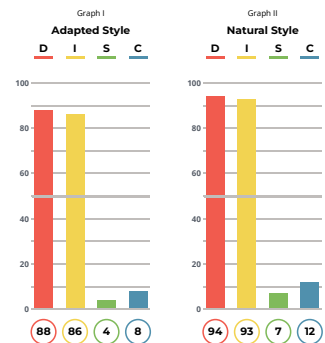 Graph I
Adapted Style
D I S C
100
80
60
40
20
0
88 86 4 8
Graph II
Natural Style
D I S C
100
80
60
40
20
0
94 93 7 12